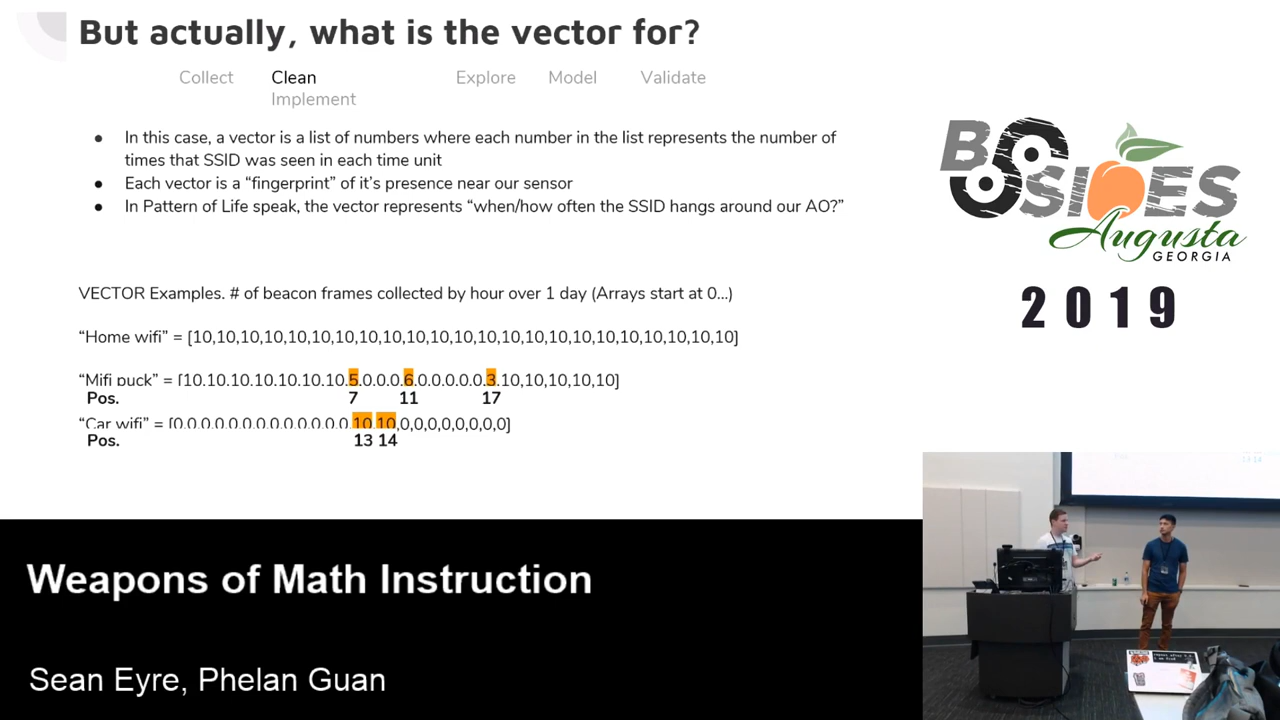 But actually, what is the vector for?
Collect Clean Explore Model Validate
Implement
● In this case, a vector is a list of numbers where each number in the list represents the number of
times that SSID was seen in each time unit
● Each vector is a “fingerprint” of it’s presence near our sensor
● In Pattern of Life speak, the vector represents “when/how often the SSID hangs around our AO?”
VECTOR Examples. # of beacon frames collected by hour over 1 day (Arrays start at 0...)
“Home wifi” = [10,10,10,10,10,10,10,10,10,10,10,10,10,10,10,10,10,10,10,10,10,10,10]
“Mifi puck” = [10,10,10,10,10,10,10,5,0,0,0,6,0,0,0,0,0,3,10,10,10,10,10]
Pos. 7 11 17
“Car wifi” = [0,0,0,0,0,0,0,0,0,0,0,0,0,10,10,0,0,0,0,0,0,0,0]
Pos. 13 14
BSIDES
Augusta
GEORGIA
2019
Weapons of Math Instruction
Sean Eyre, Phelan Guan